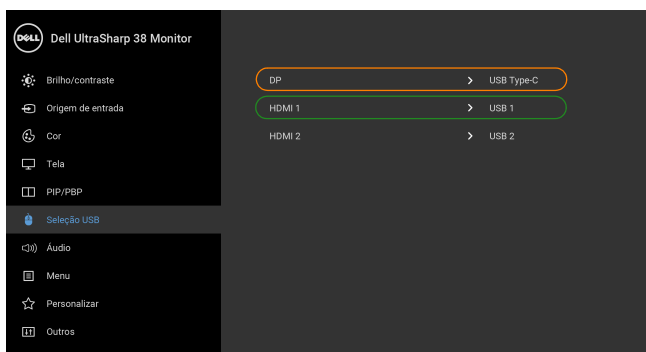 DELL Dell UltraSharp 38 Monitor
Brilho/contraste
Origem de entrada
Cor
Tela
PIP/PBP
Seleção USB
Áudio
Menu
Personalizar
Outros
DP > USB Type-C
HDMI 1 > USB 1
HDMI 2 > USB 2